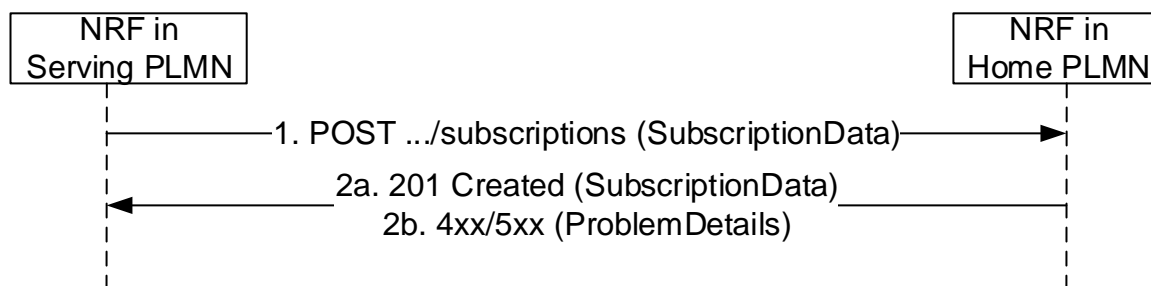 NRF in
Serving PLMN
NRF in
Home PLMN
1. POST .../subscriptions (SubscriptionData)
2a. 201 Created (SubscriptionData)
2b. 4xx/5xx (ProblemDetails)